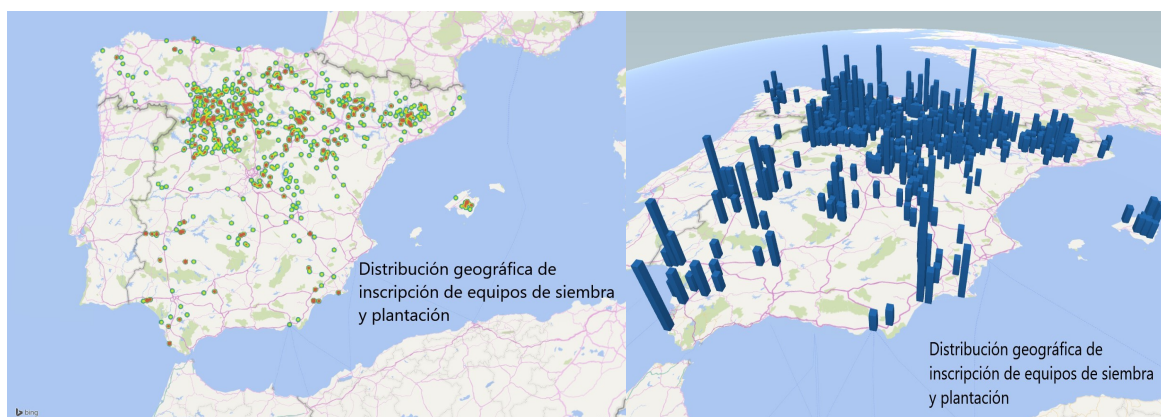 Distribución geográfica de
inscripción de equipos de siembra
y plantación
bing
Distribución geográfica de
inscripción de equipos de siembra
y plantación